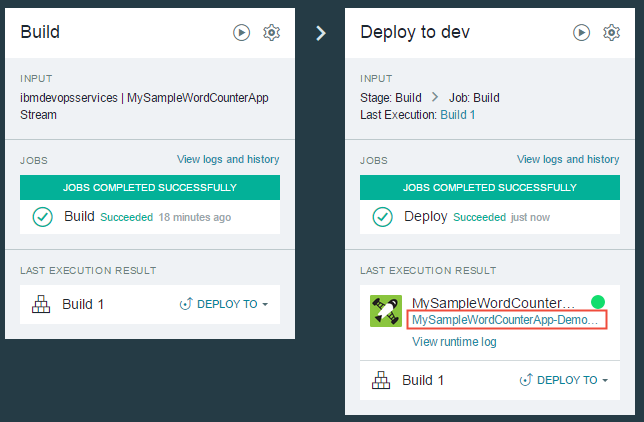 Build
INPUT
ibmdevopsservices | MySampleWordCounterApp
Stream
JOBS
View logs and history
JOBS COMPLETED SUCCESSFULLY
Build Succeeded 18 minutes ago
LAST EXECUTION RESULT
Build 1
DEPLOY TO
Deploy to dev
INPUT
Stage: Build > Job: Build
Last Execution: Build 1
JOBS
View logs and history
JOBS COMPLETED SUCCESSFULLY
Deploy Succeeded just now
LAST EXECUTION RESULT
MySampleWordCounter...
MySampleWordCounterApp-Demo...
View runtime log
Build 1
DEPLOY TO